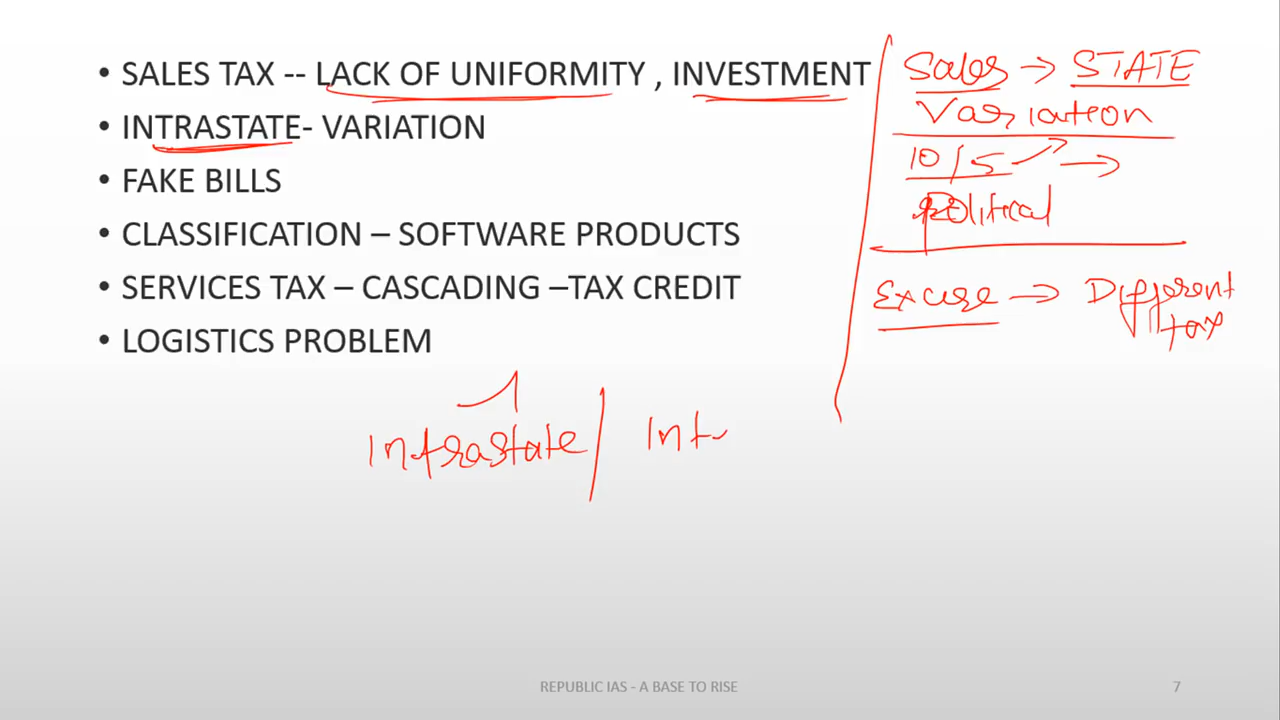 • SALES TAX -- LACK OF UNIFORMITY , INVESTMENT
• INTRASTATE- VARIATION
• FAKE BILLS
• CLASSIFICATION – SOFTWARE PRODUCTS
• SERVICES TAX – CASCADING –TAX CREDIT
• LOGISTICS PROBLEM
Sales → STATE
Variation
10/5 → 
Political
Excise → Different
tax
Intrastate / Int
REPUBLIC IAS - A BASE TO RISE
7